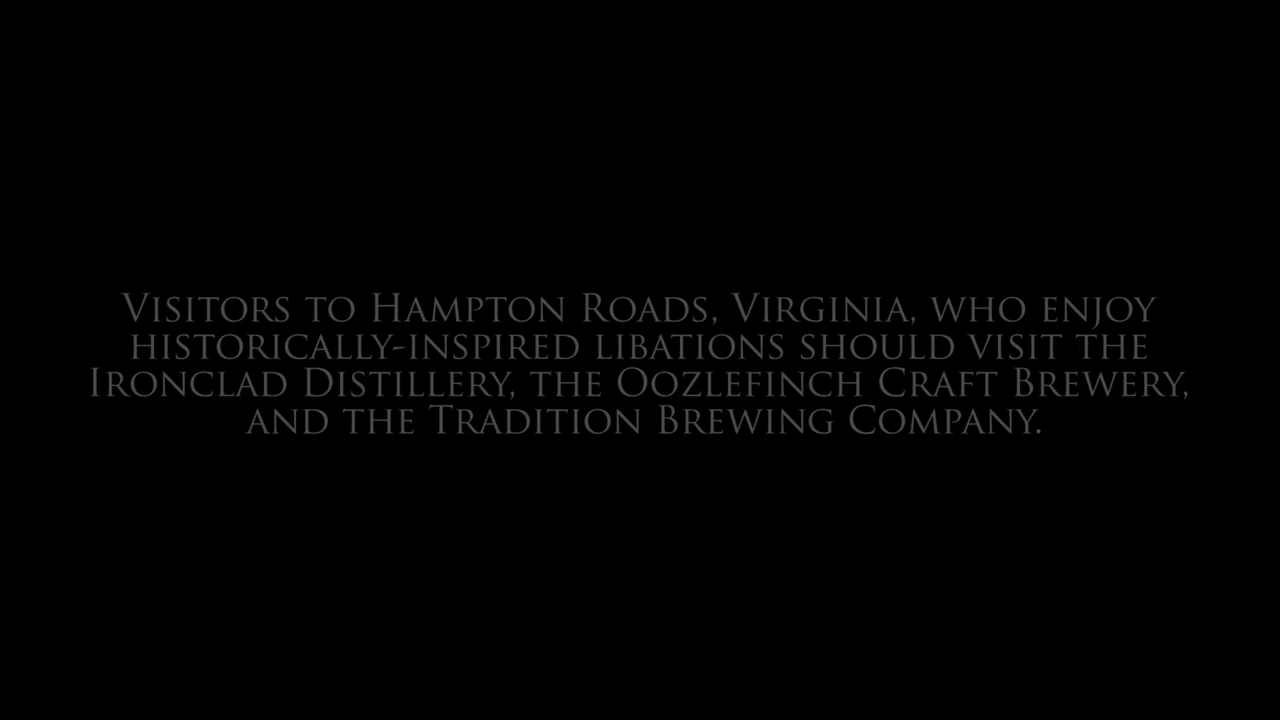 Visitors to Hampton Roads, Virginia, who enjoy
historically-inspired libations should visit the
Ironclad Distillery, the Oozlefinch Craft Brewery,
and the Tradition Brewing Company.